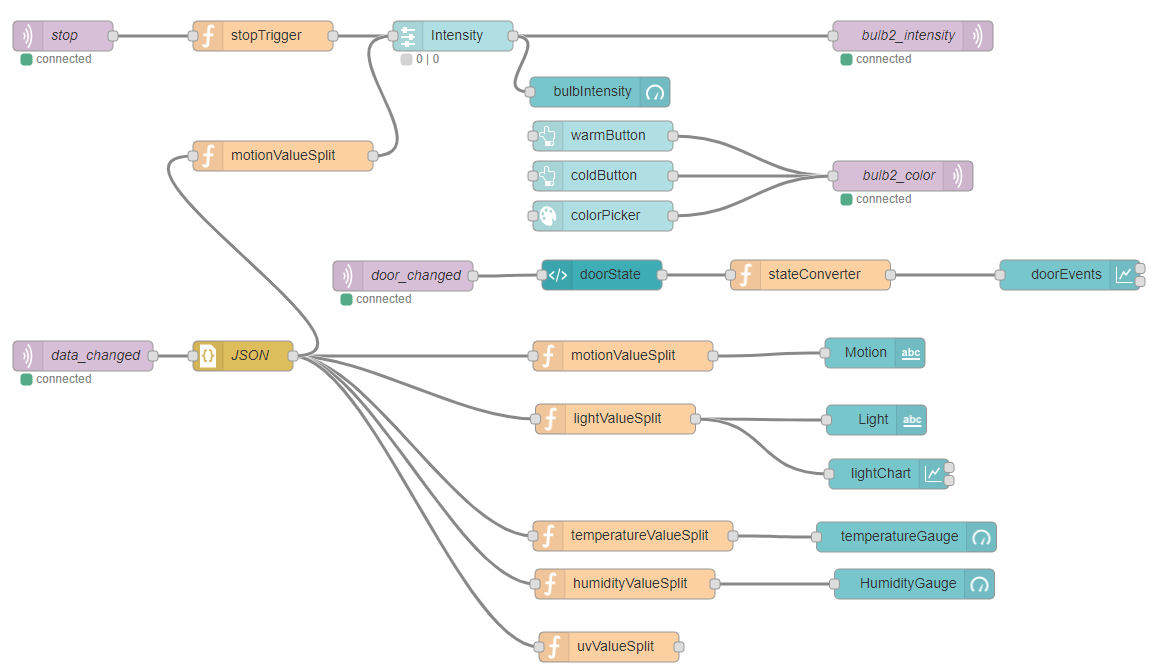 stop
stopTrigger
Intensity
bulb2_intensity
connected
0 | 0
connected
bulbIntensity
warmButton
motionValueSplit
coldButton
bulb2_color
connected
colorPicker
door_changed
doorState
stateConverter
doorEvents
connected
data_changed
JSON
motionValueSplit
Motion
abc
connected
lightValueSplit
Light
abc
lightChart
temperatureValueSplit
temperatureGauge
humidityValueSplit
HumidityGauge
uvValueSplit